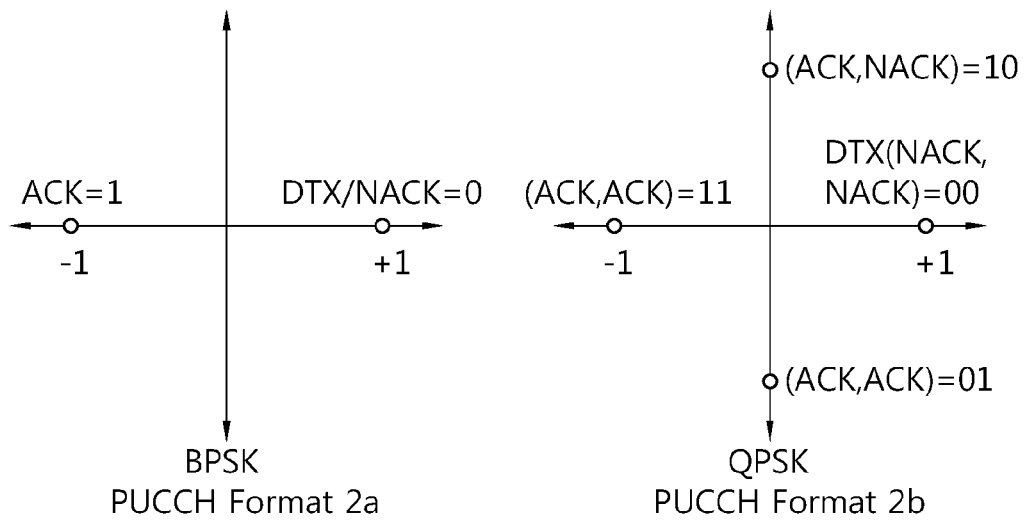 ACK=1
DTX/NACK=0
-1
+1
BPSK
PUCCH Format 2a
(ACK,NACK)=10
DTX(NACK,
NACK)=00
(ACK,ACK)=11
-1
+1
(ACK,ACK)=01
QPSK
PUCCH Format 2b